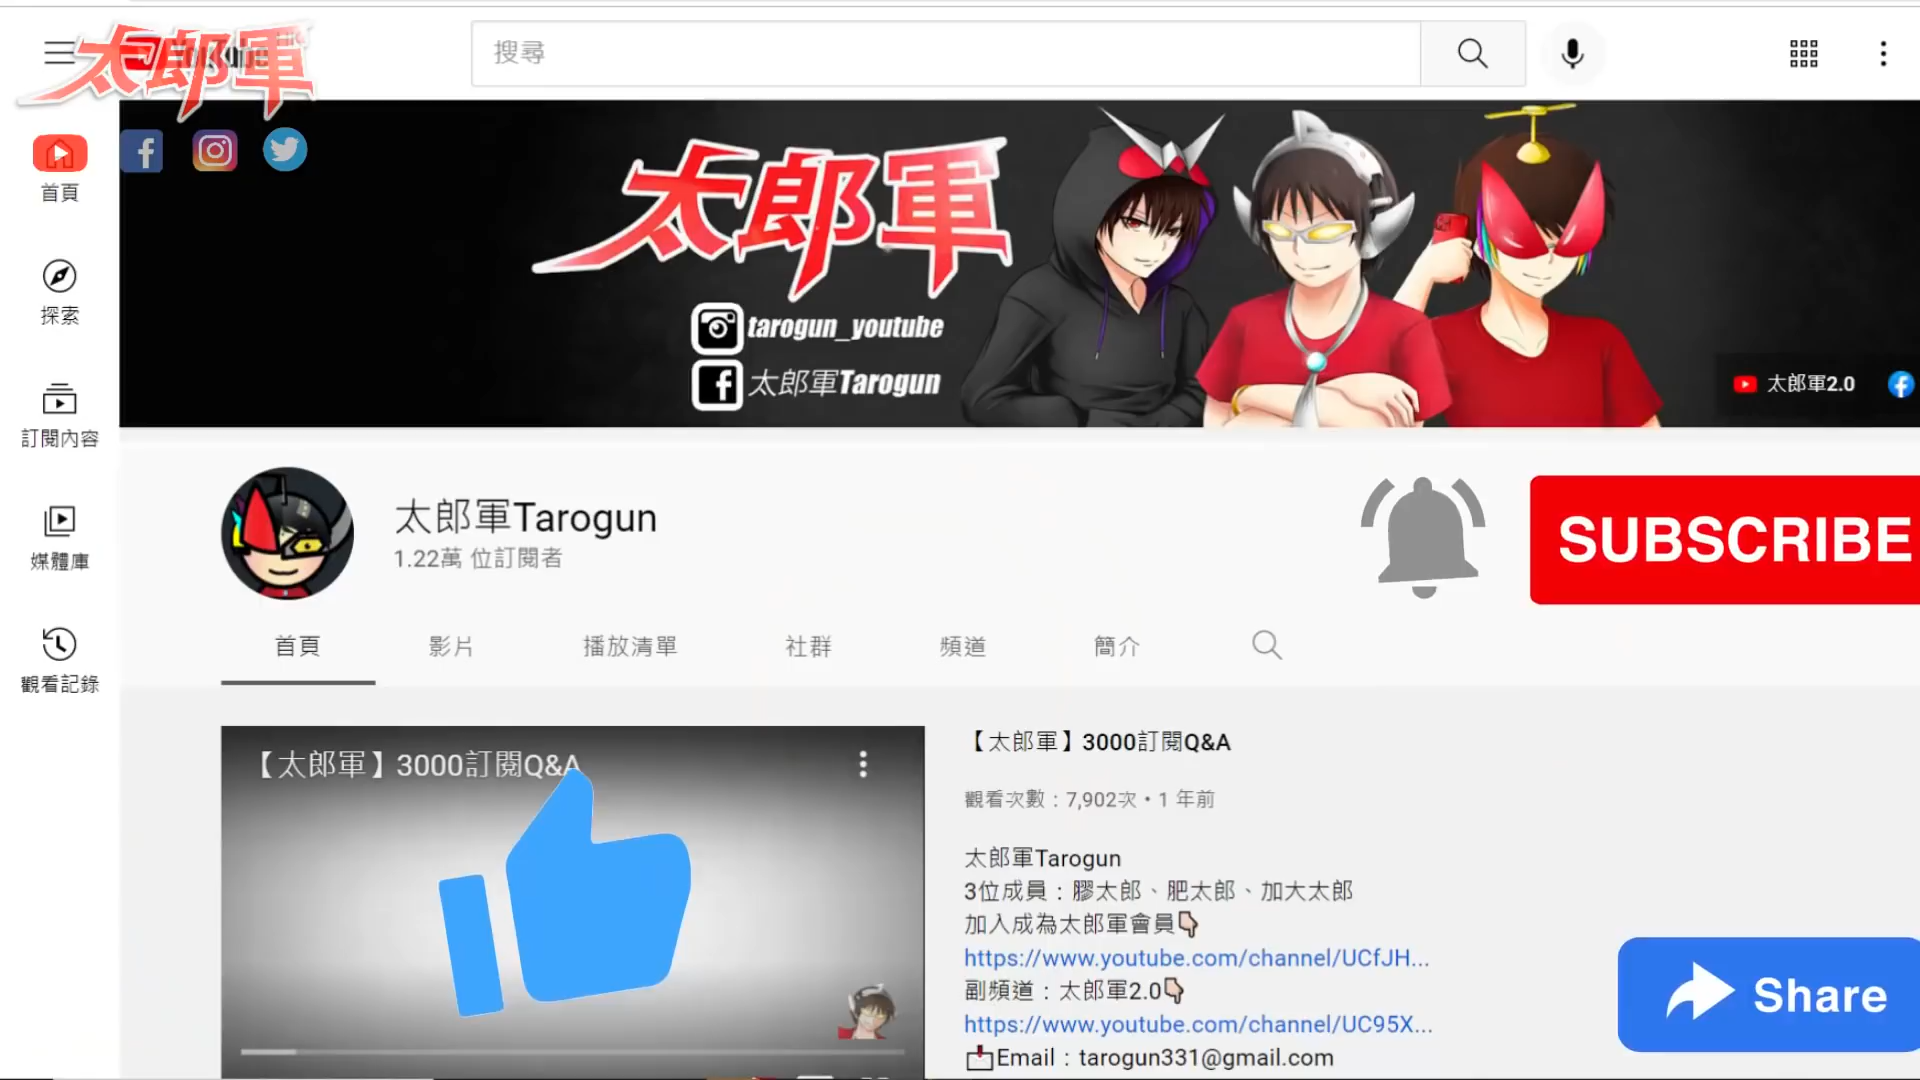 太郎軍
搜尋
首頁
探索
訂閱內容
媒體庫
觀看記錄
太郎軍
tarogun_youtube
太郎軍Tarogun
太郎軍2.0
太郎軍Tarogun
1.22萬 位訂閱者
SUBSCRIBE
首頁 影片 播放清單 社群 頻道 簡介
【太郎軍】3000訂閱Q&A
【太郎軍】3000訂閱Q&A
觀看次數：7,902次・1 年前
太郎軍Tarogun
3位成員：膠太郎、肥太郎、加大太郎
加入成為太郎軍會員👇
https://www.youtube.com/channel/UCfJH...
副頻道：太郎軍2.0👇
https://www.youtube.com/channel/UC95X...
📩Email：tarogun331@gmail.com
Share